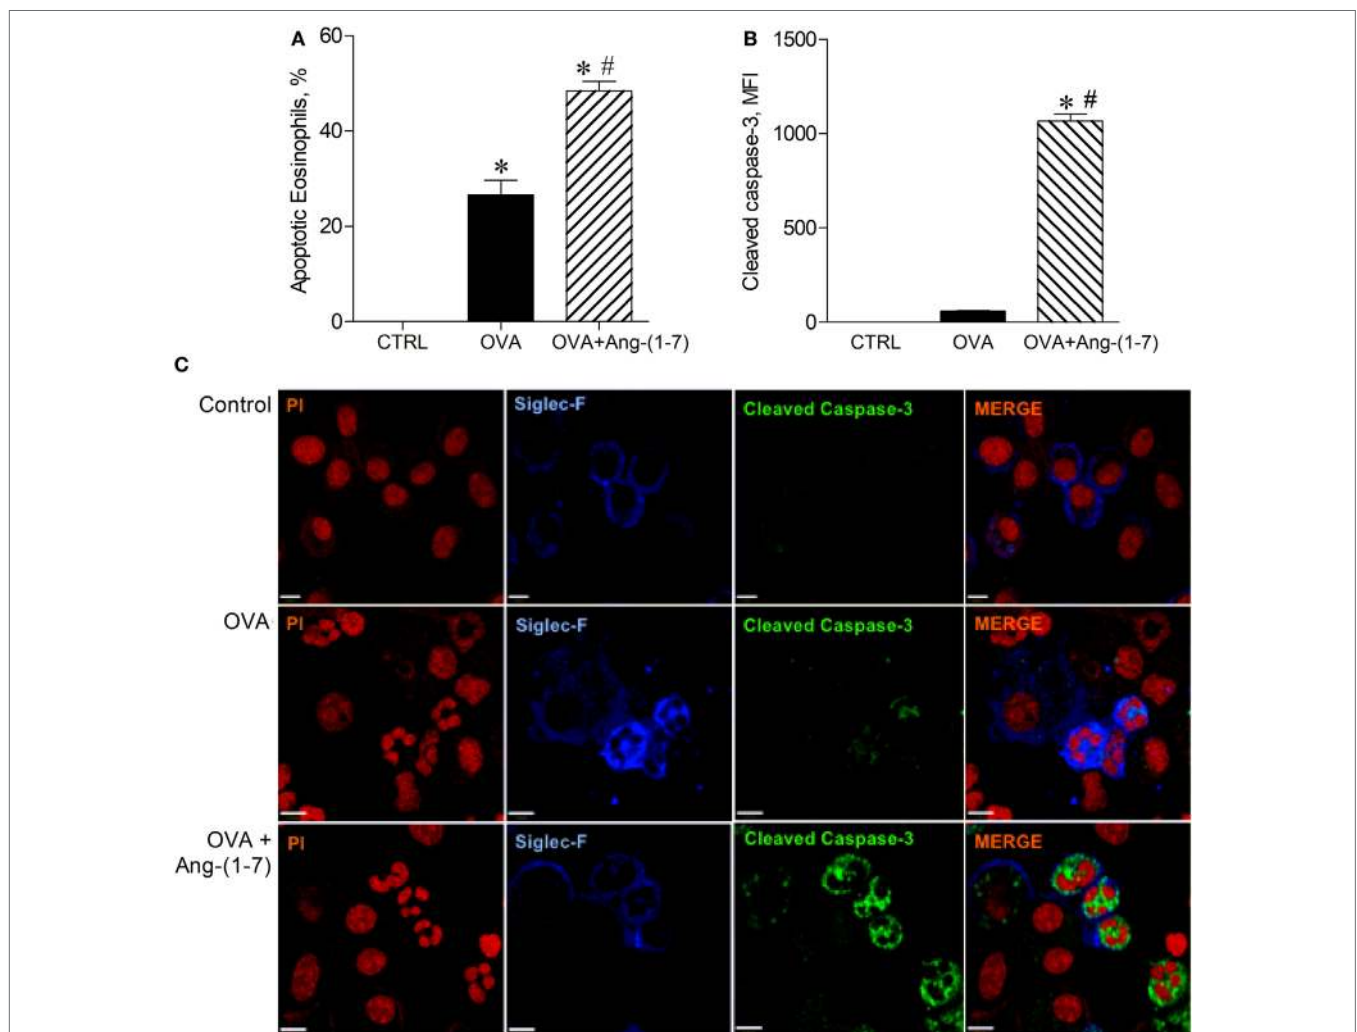 A
60
40
20
0
Apoptotic Eosinophils, %
*
* #
CTRL
OVA
OVA+Ang-(1-7)
B
1500
1000
500
0
Cleaved caspase-3, MFI
* #
CTRL
OVA
OVA+Ang-(1-7)
C
Control
PI
Siglec-F
Cleaved Caspase-3
MERGE
OVA
PI
Siglec-F
Cleaved Caspase-3
MERGE
OVA +
Ang-(1-7)
PI
Siglec-F
Cleaved Caspase-3
MERGE